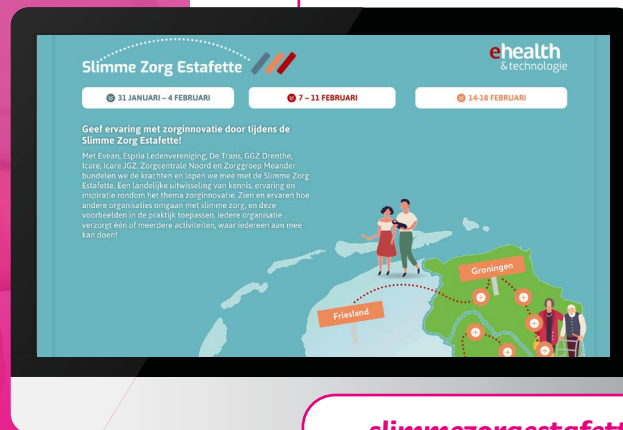 Slimme Zorg Estafette
ehealth
& technologie
31 JANUARI – 4 FEBRUARI
7 – 11 FEBRUARI
14-18 FEBRUARI
Geef ervaring met zorginnovatie door tijdens de
Slimme Zorg Estafette!
Met Evean, Espria Ledenvereniging, De Trans, GGZ Drenthe,
Icare, Icare JGZ, Zorgcentrale Noord en Zorggroep Meander
bundelen we de krachten en lopen we mee met de Slimme Zorg
Estafette. Een landelijke uitwisseling van kennis, ervaring en
inspiratie rondom het thema zorginnovatie. Zien en ervaren hoe
andere organisaties omgaan met slimme zorg, en deze
voorbeelden in de praktijk toepassen. Iedere organisatie
verzorgt één of meerdere activiteiten, waar iedereen aan mee
kan doen!
Groningen
Friesland